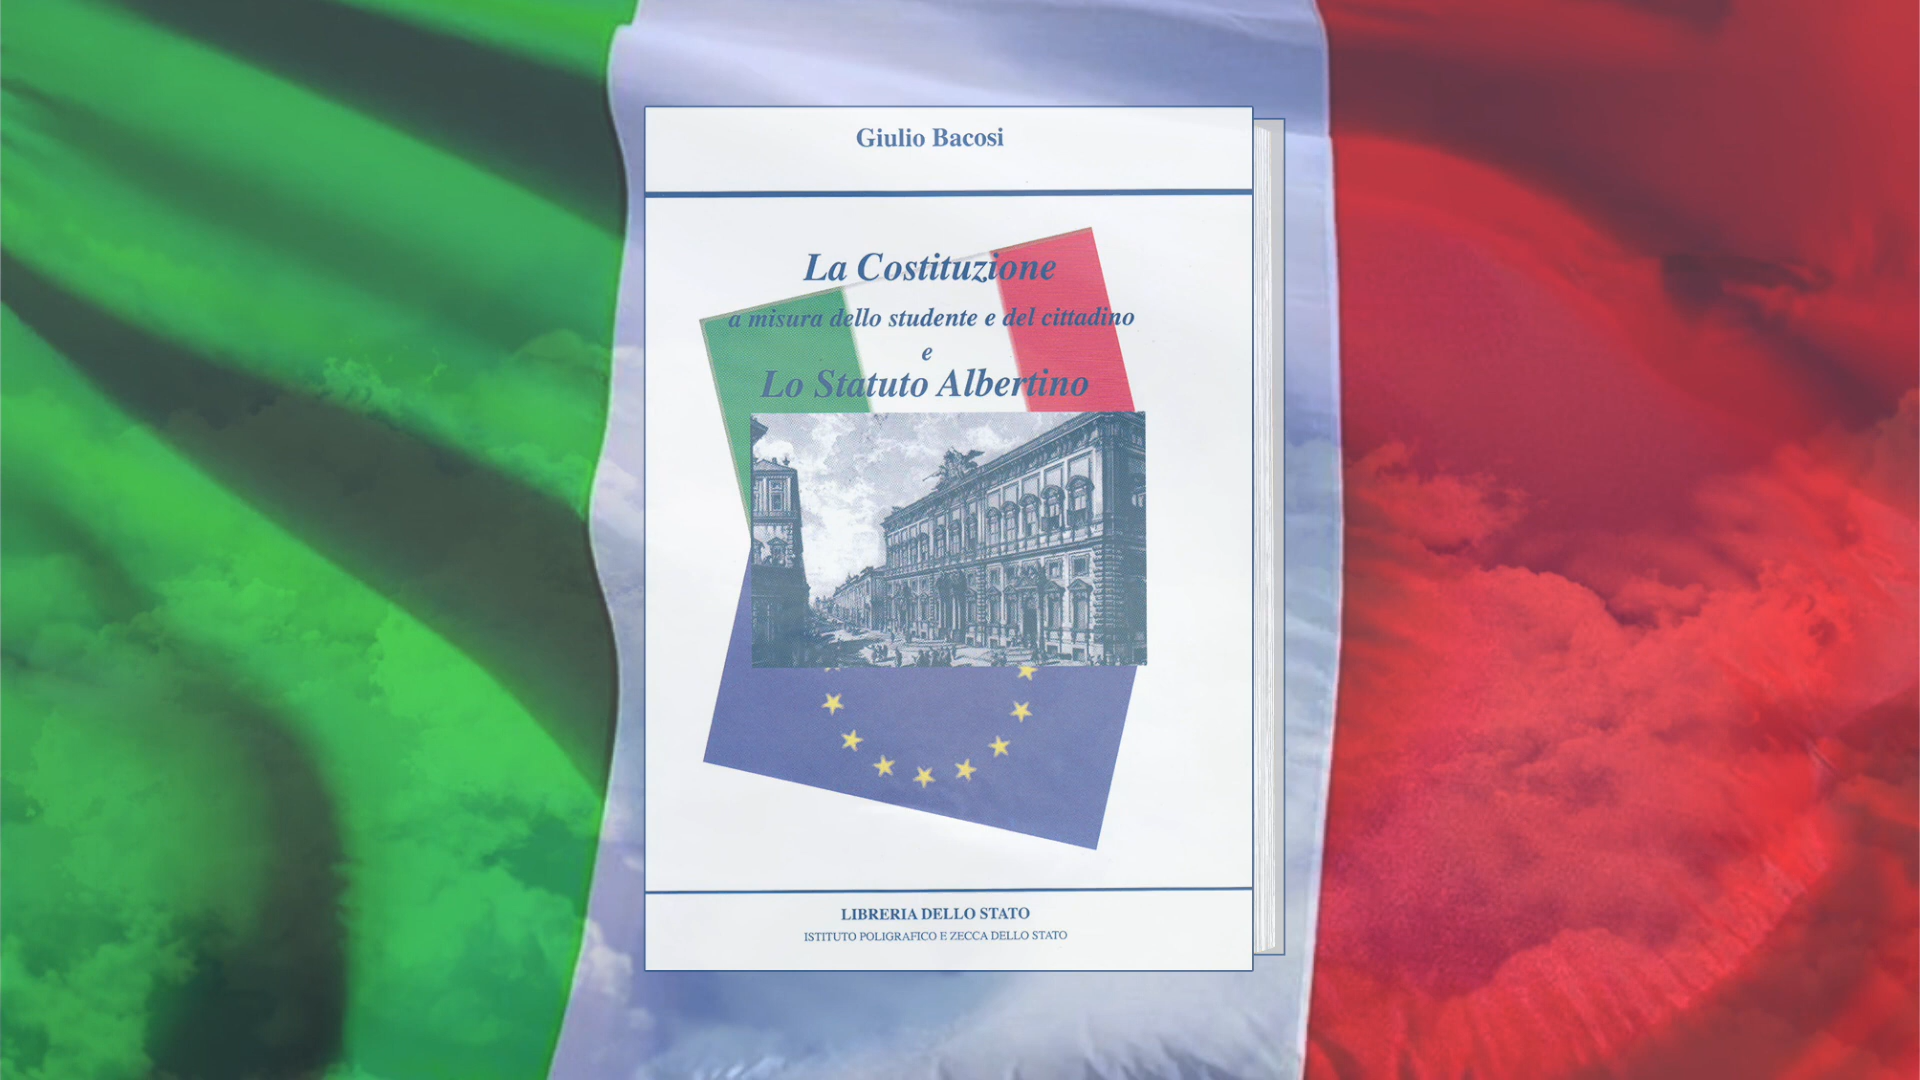 Giulio Bacosi
La Costituzione
a misura dello studente e del cittadino
e
Lo Statuto Albertino
LIBRERIA DELLO STATO
ISTITUTO POLIGRAFICO E ZECCA DELLO STATO